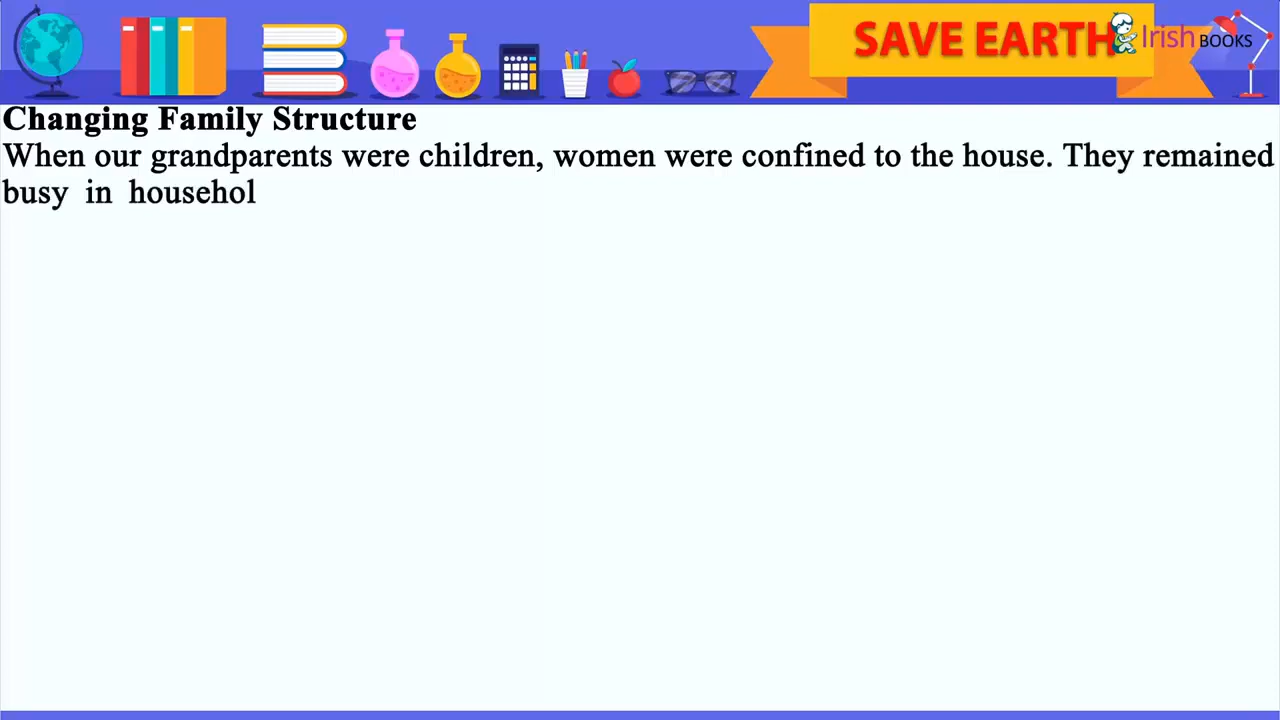 SAVE EARTH
Irish BOOKS
Changing Family Structure
When our grandparents were children, women were confined to the house. They remained
busy in househol